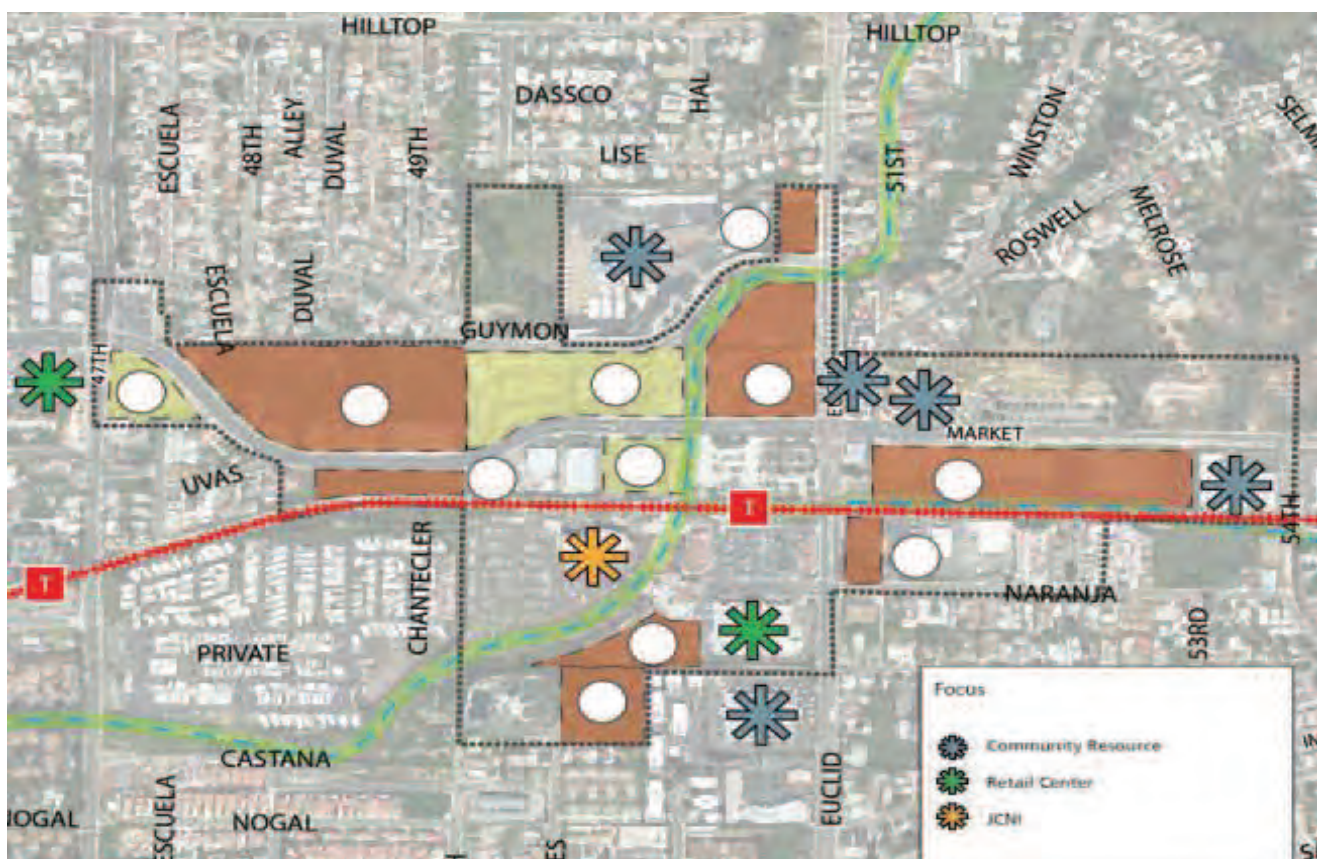 HILLTOP
HILLTOP
DASSCO
HAL
LISE
ESCUELA
48TH
ALLEY
DUVAL
49TH
51ST
WINSTON
ROSWELL
MELROSE
ESCUELA
DUVAL
GUYMON
47TH
MARKET
UVAS
CHANTECLER
T
T
54TH
NARANJA
53RD
PRIVATE
CASTANA
EUCLID
NOGAL
ESCUELA
NOGAL
Focus
Community Resource
Retail Center
JCNI